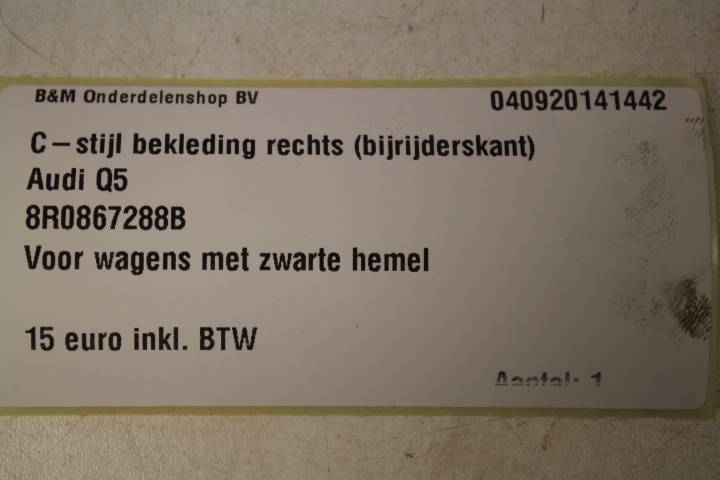 B&M Onderdelenshop BV
040920141442
C-stijl bekleding rechts (bijrijderskant)
Audi Q5
8R0867288B
Voor wagens met zwarte hemel
15 euro inkl. BTW
Aantal: 1